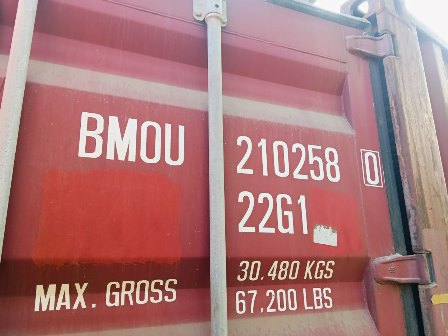 BMOU 210258 0
22G1
MAX. GROSS 30.480 KGS
67,200 LBS